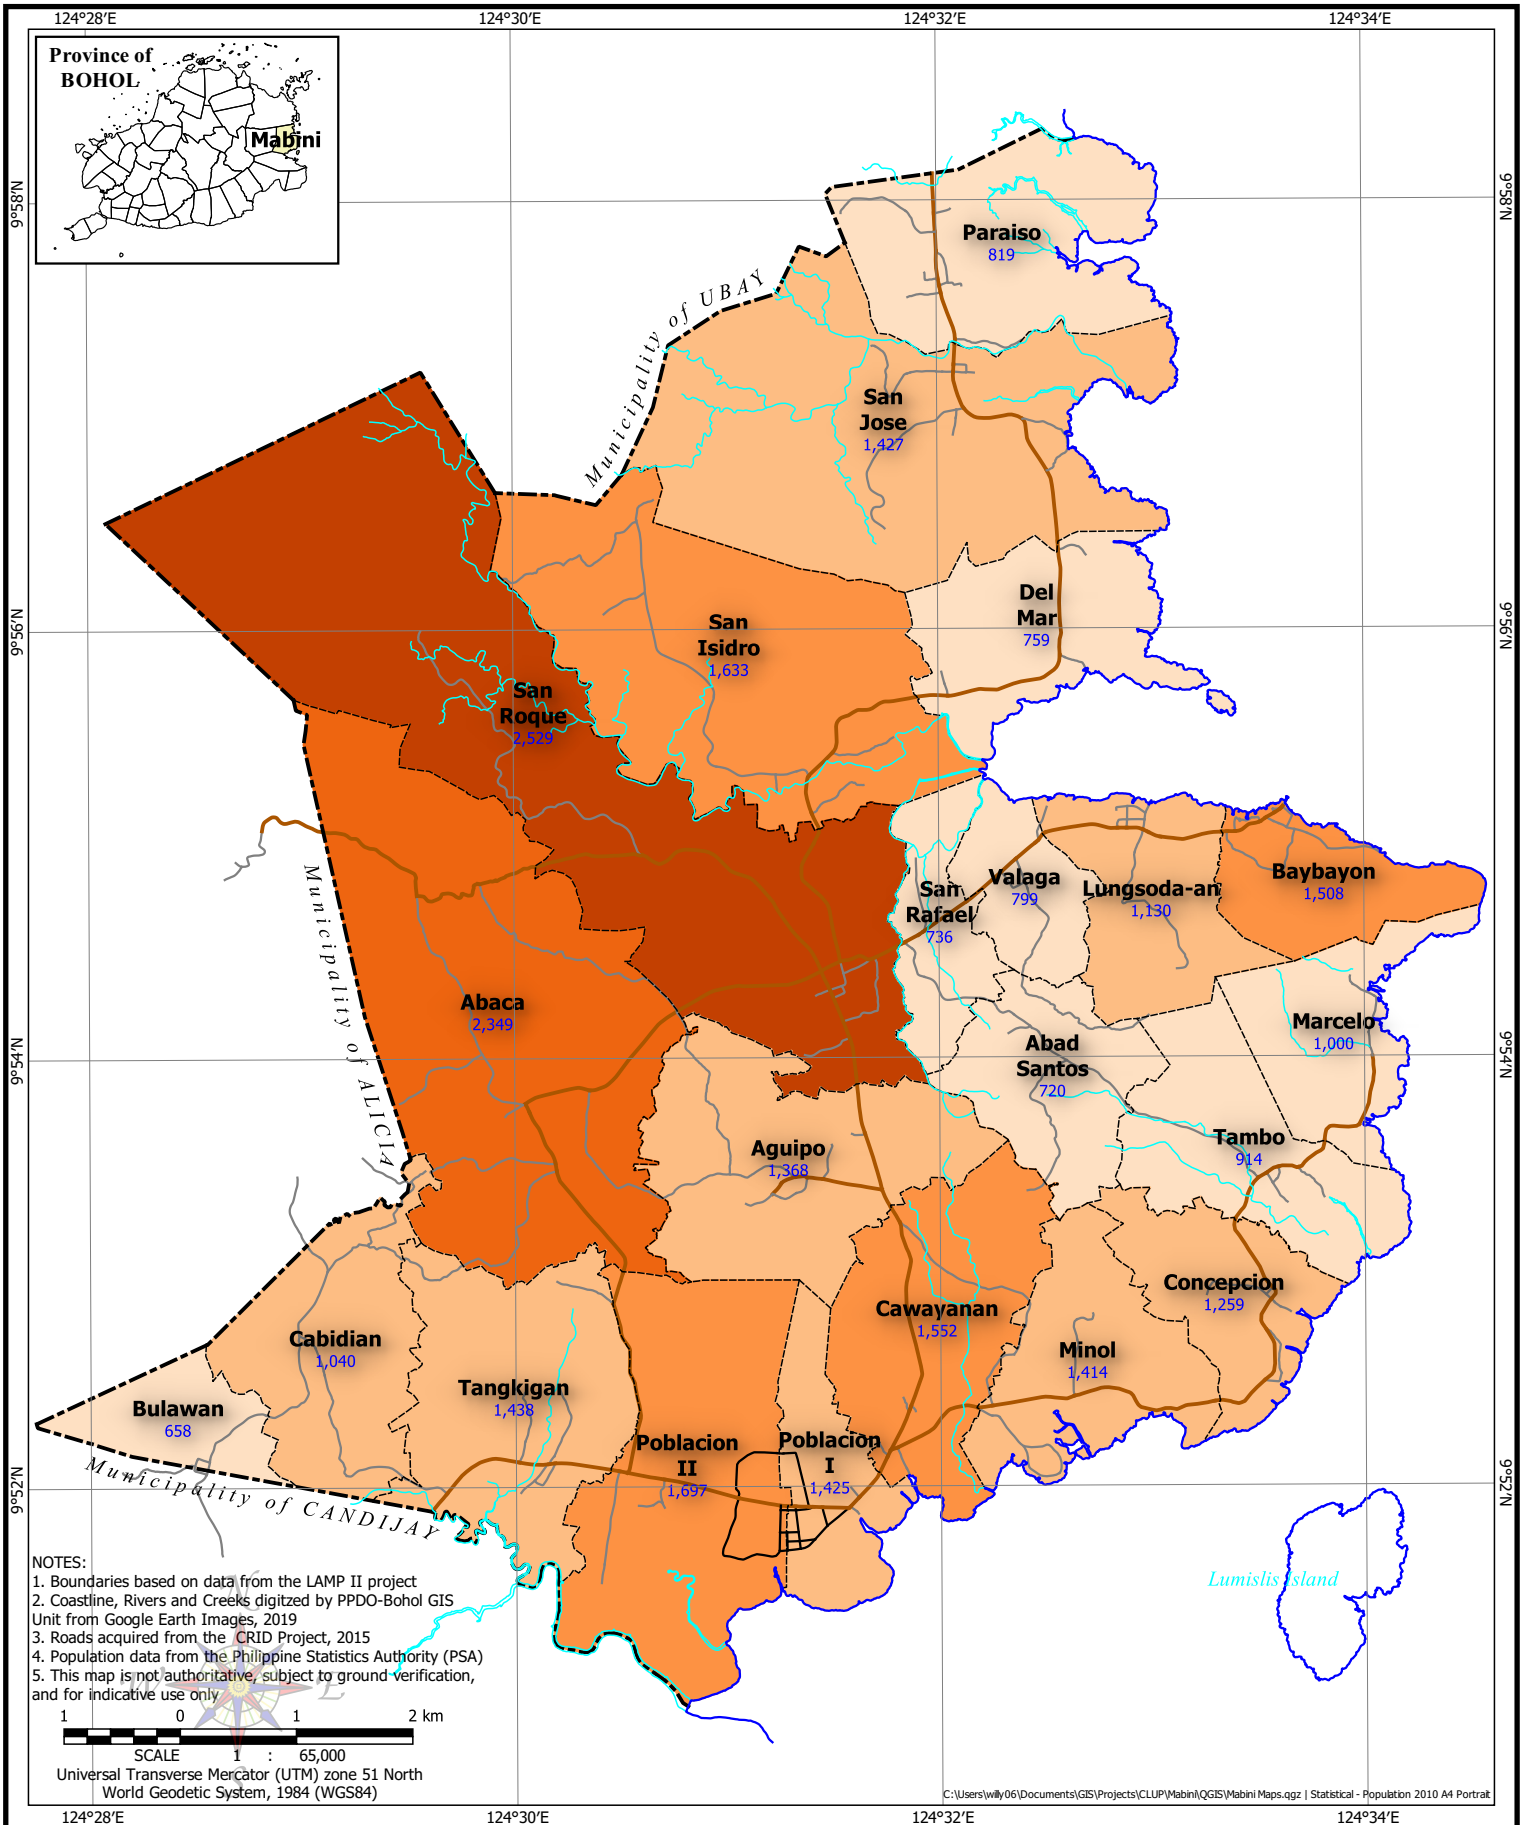 124°28′E
124°30′E
124°32′E
124°34′E
Province of
BOHOL
Mabini
9°58′N
9°58′N
Paraiso
819
Municipality of UBAY
San
Jose
1,427
Del
Mar
759
San
Isidro
1,633
9°56′N
9°56′N
San
Roque
2,529
Baybayon
1,508
Valaga
799
Lungsoda-an
1,130
San
Rafael
736
Municipality of ALICIA
Abaca
2,349
Marcelo
1,000
Abad
Santos
720
9°54′N
9°54′N
Tambo
914
Aguipo
1,368
Concepcion
1,259
Cawayanan
1,552
Cabidian
1,040
Minol
1,414
Tangkigan
1,438
Bulawan
658
Poblacion
II
1,697
Poblacion
I
1,425
9°52′N
9°52′N
Municipality of CANDIJAY
Lumislis Island
NOTES:
1. Boundaries based on data from the LAMP II project
2. Coastline, Rivers and Creeks digitzed by PPDO-Bohol GIS
Unit from Google Earth Images, 2019
3. Roads acquired from the CRID Project, 2015
4. Population data from the Philippine Statistics Authority (PSA)
5. This map is not authoritative, subject to ground verification,
and for indicative use only
N
W
E
S
1 0 1 2 km
SCALE 1 : 65,000
Universal Transverse Mercator (UTM) zone 51 North
World Geodetic System, 1984 (WGS84)
C:\Users\willy06\Documents\GIS\Projects\CLUP\Mabini\QGIS\Mabini Maps.qgz | Statistical - Population 2010 A4 Portrait
124°28′E
124°30′E
124°32′E
124°34′E